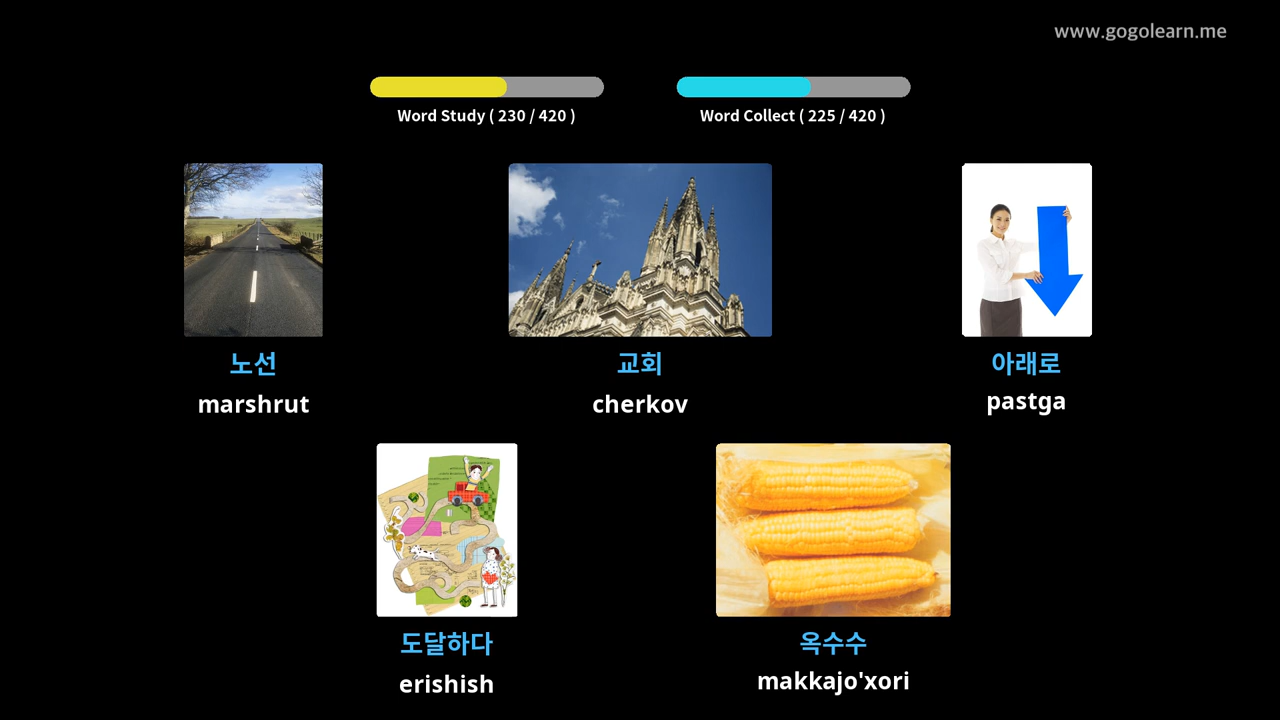 www.gogolearn.me
Word Study ( 230 / 420 )
Word Collect ( 225 / 420 )
노선
marshrut
교회
cherkov
아래로
pastga
도달하다
erishish
옥수수
makkajo'xori